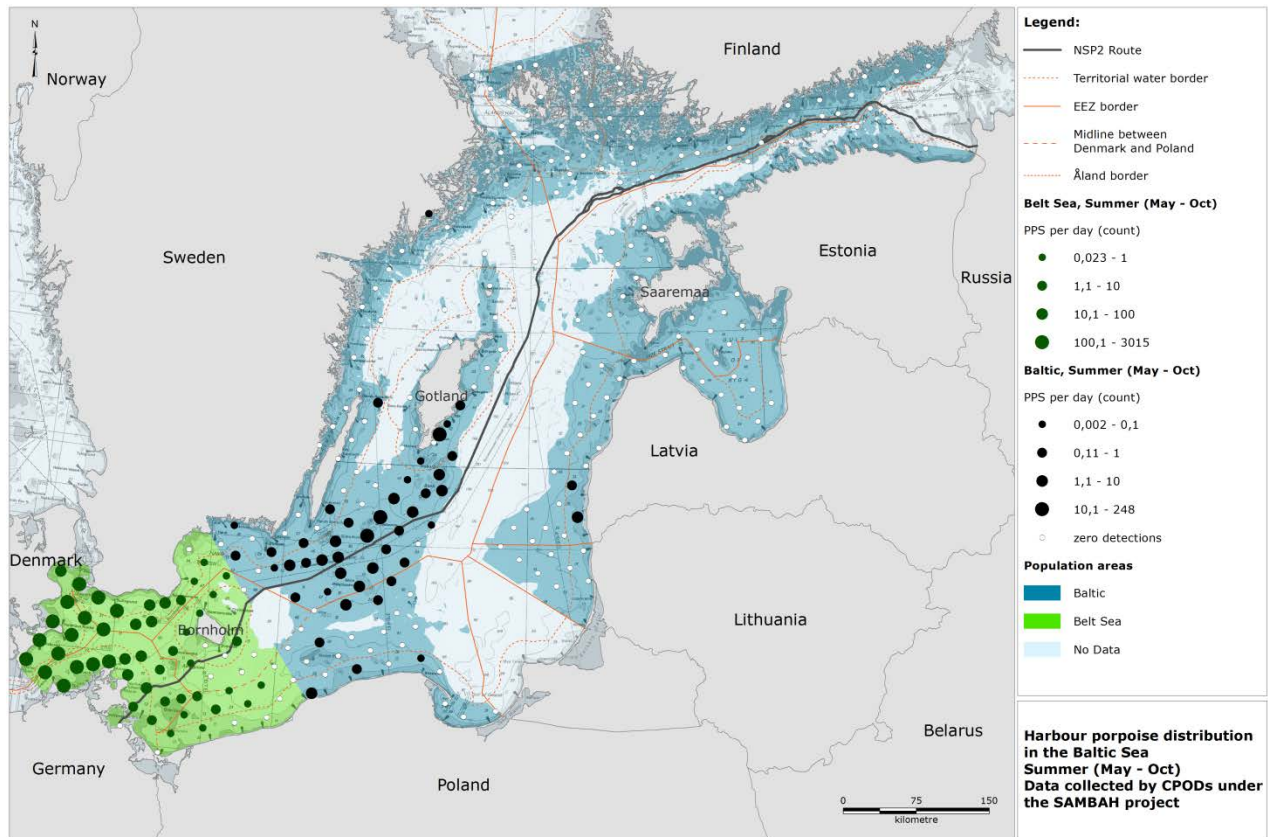 N
Norway
Finland
Sweden
Estonia
Russia
Saaremaa
Gotland
Latvia
Denmark
Bornholm
Lithuania
Belarus
Germany
Poland
0 75 150
kilometre
Legend:
NSP2 Route
Territorial water border
EEZ border
Midline between
Denmark and Poland
Åland border
Belt Sea, Summer (May - Oct)
PPS per day (count)
0,023 - 1
1,1 - 10
10,1 - 100
100,1 - 3015
Baltic, Summer (May - Oct)
PPS per day (count)
0,002 - 0,1
0,11 - 1
1,1 - 10
10,1 - 248
zero detections
Population areas
Baltic
Belt Sea
No Data
Harbour porpoise distribution
in the Baltic Sea
Summer (May - Oct)
Data collected by CPODs under
the SAMBAH project